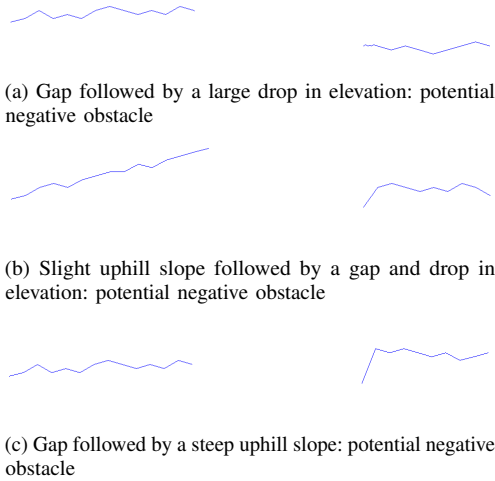 (a) Gap followed by a large drop in elevation: potential
negative obstacle
(b) Slight uphill slope followed by a gap and drop in
elevation: potential negative obstacle
(c) Gap followed by a steep uphill slope: potential negative
obstacle